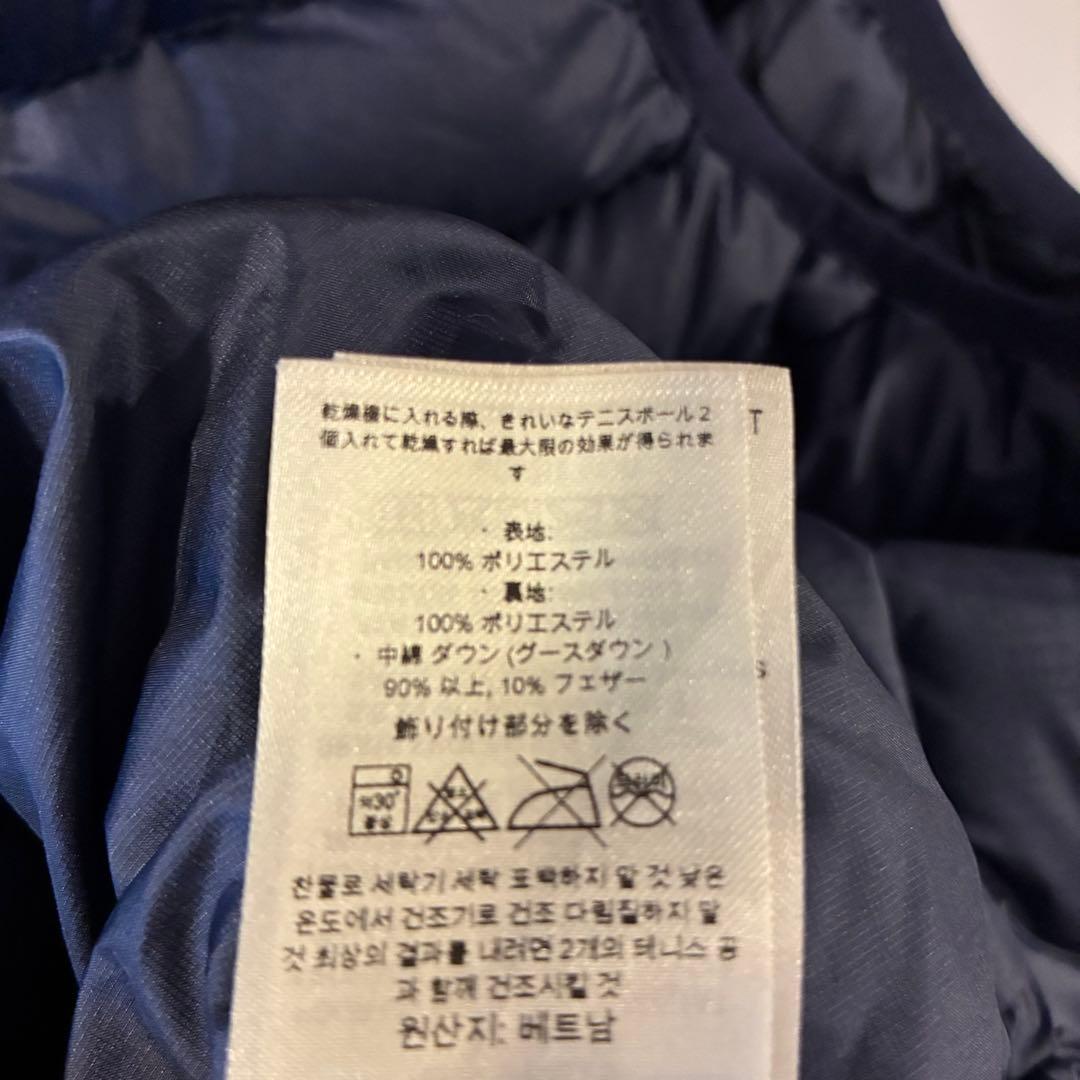 乾燥機に入れる際、きれいなテニスボール2
個入れて乾燥すれば最大限の効果が得られま
す
・ 表地:
100% ポリエステル
・ 裏地:
100% ポリエステル
・ 中綿 ダウン (グースダウン )
90% 以上, 10% フェザー
飾り付け部分を除く
약30°
중성
찬물로 세탁기 세탁 표백하지 말 것 낮은
온도에서 건조기로 건조 다림질하지 말
것 최상의 결과를 내려면 2개의 테니스 공
과 함께 건조시킬 것
원산지: 베트남
T
S